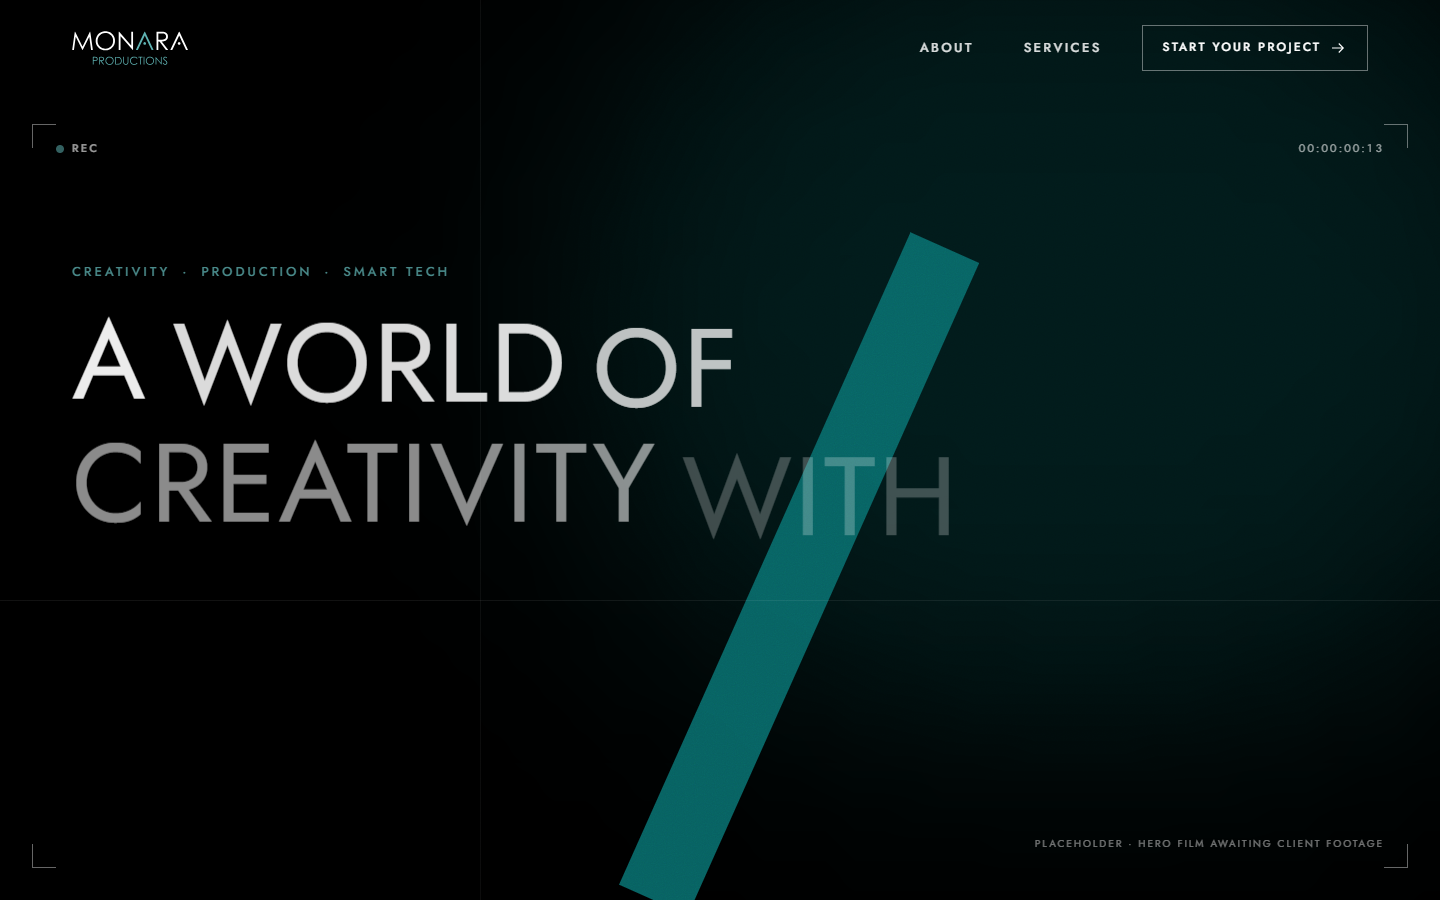 MONARA
PRODUCTIONS
ABOUT
SERVICES
START YOUR PROJECT →
REC
00:00:00:13
CREATIVITY · PRODUCTION · SMART TECH
A WORLD OF
CREATIVITY WITH
PLACEHOLDER · HERO FILM AWAITING CLIENT FOOTAGE